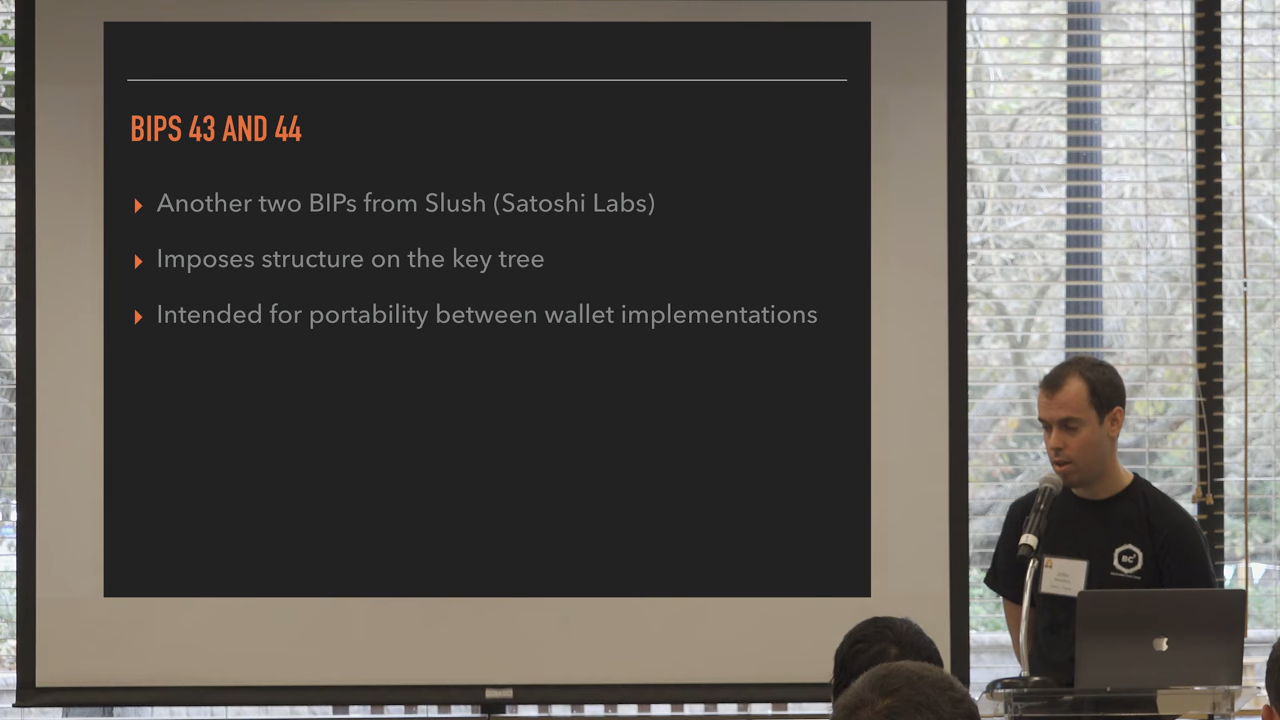 BIPS 43 AND 44
Another two BIPs from Slush (Satoshi Labs)
Imposes structure on the key tree
Intended for portability between wallet implementations
BC²